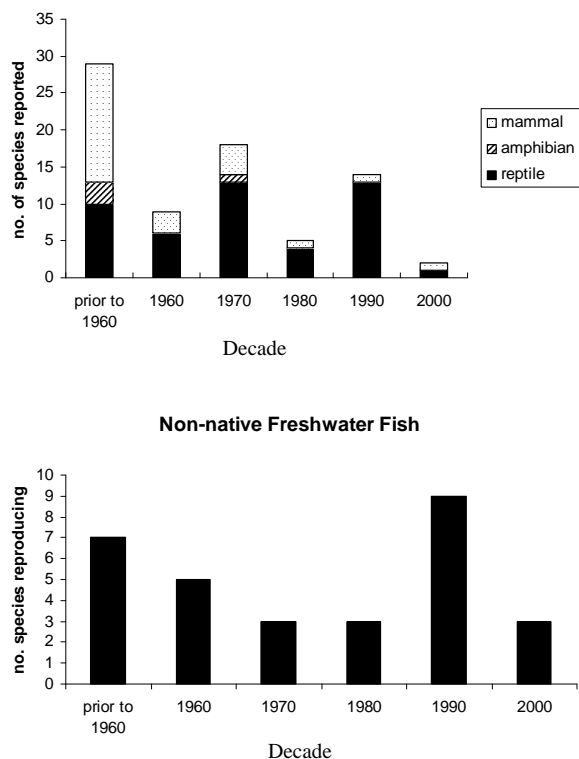 no. of species reported
35
30
25
20
15
10
5
0
mammal
amphibian
reptile
prior to 1960 1970 1980 1990 2000
1960
Decade
Non-native Freshwater Fish
no. species reproducing
10
9
8
7
6
5
4
3
2
1
0
prior to 1960 1970 1980 1990 2000
1960
Decade